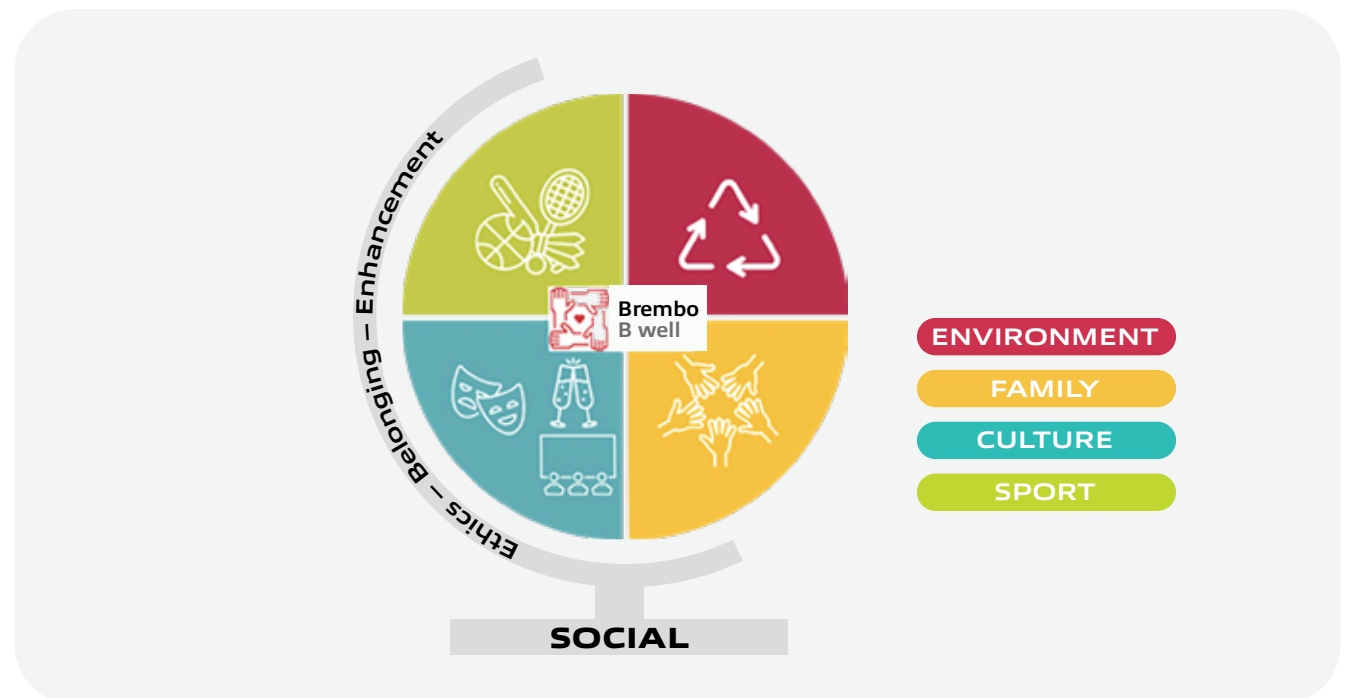 Ethics – Belonging – Enhancement
Brembo
B well
SOCIAL
ENVIRONMENT
FAMILY
CULTURE
SPORT